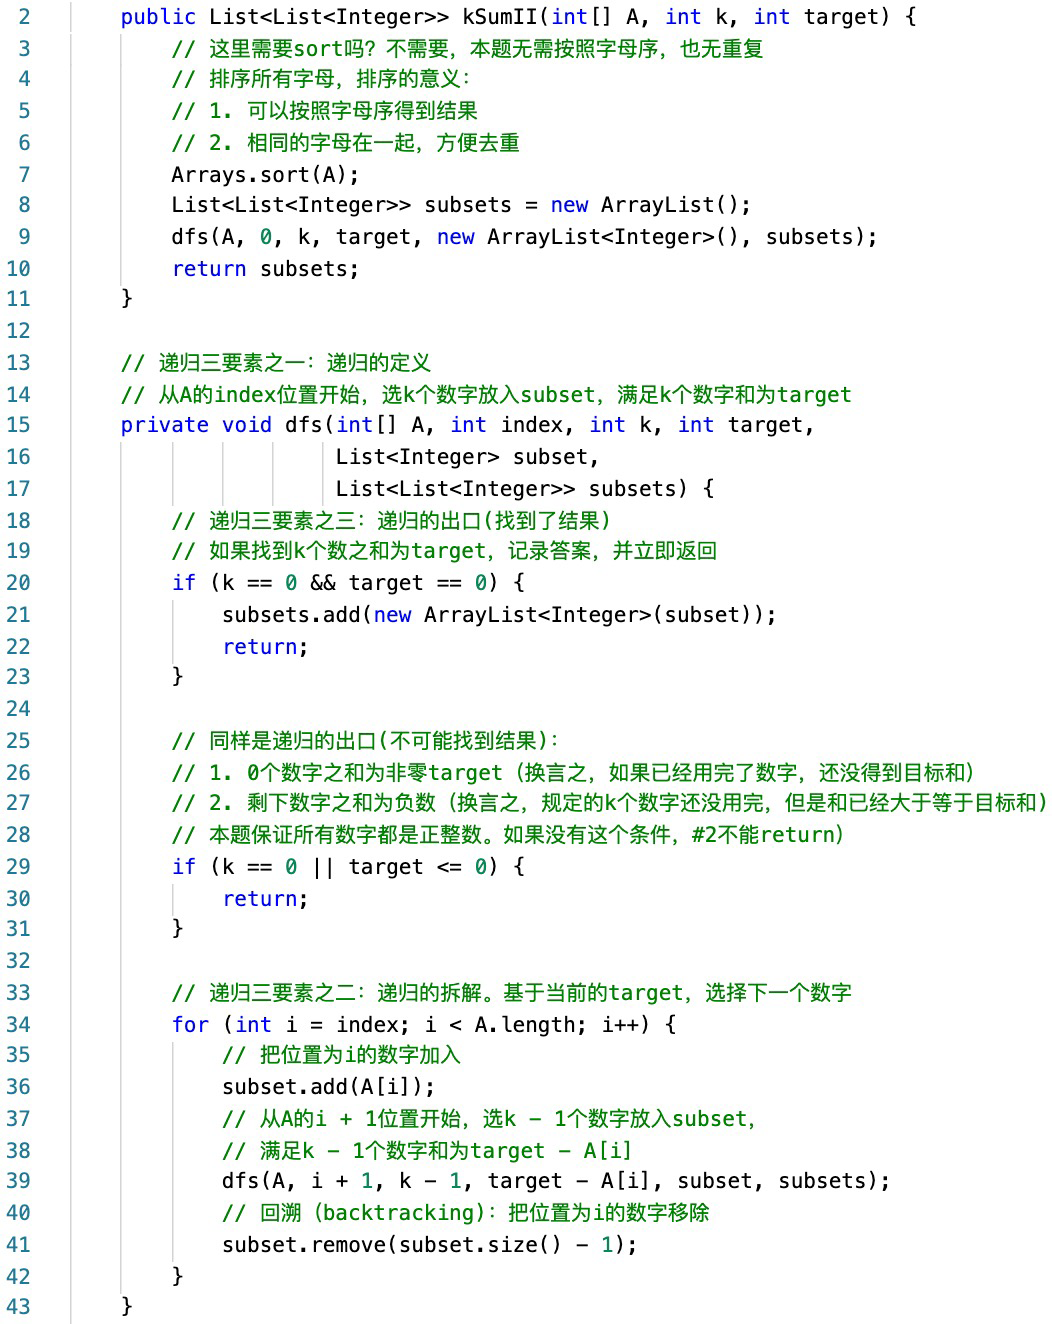 2 public List<List<Integer>> kSumII(int[] A, int k, int target) {
3 // 这里需要sort吗？不需要，本题无需按照字母序，也无重复
4 // 排序所有字母，排序的意义：
5 // 1. 可以按照字母序得到结果
6 // 2. 相同的字母在一起，方便去重
7 Arrays.sort(A);
8 List<List<Integer>> subsets = new ArrayList();
9 dfs(A, 0, k, target, new ArrayList<Integer>(), subsets);
10 return subsets;
11 }
12
13 // 递归三要素之一：递归的定义
14 // 从A的index位置开始，选k个数字放入subset，满足k个数字和为target
15 private void dfs(int[] A, int index, int k, int target,
16 List<Integer> subset,
17 List<List<Integer>> subsets) {
18 // 递归三要素之三：递归的出口(找到了结果)
19 // 如果找到k个数之和为target，记录答案，并立即返回
20 if (k == 0 && target == 0) {
21 subsets.add(new ArrayList<Integer>(subset));
22 return;
23 }
24
25 // 同样是递归的出口(不可能找到结果)：
26 // 1. 0个数字之和为非零target（换言之，如果已经用完了数字，还没得到目标和）
27 // 2. 剩下数字之和为负数（换言之，规定的k个数字还没用完，但是和已经大于等于目标和)
28 // 本题保证所有数字都是正整数。如果没有这个条件，#2不能return）
29 if (k == 0 || target <= 0) {
30 return;
31 }
32
33 // 递归三要素之二：递归的拆解。基于当前的target，选择下一个数字
34 for (int i = index; i < A.length; i++) {
35 // 把位置为i的数字加入
36 subset.add(A[i]);
37 // 从A的i + 1位置开始，选k - 1个数字放入subset，
38 // 满足k - 1个数字和为target - A[i]
39 dfs(A, i + 1, k - 1, target - A[i], subset, subsets);
40 // 回溯（backtracking）：把位置为i的数字移除
41 subset.remove(subset.size() - 1);
42 }
43 }